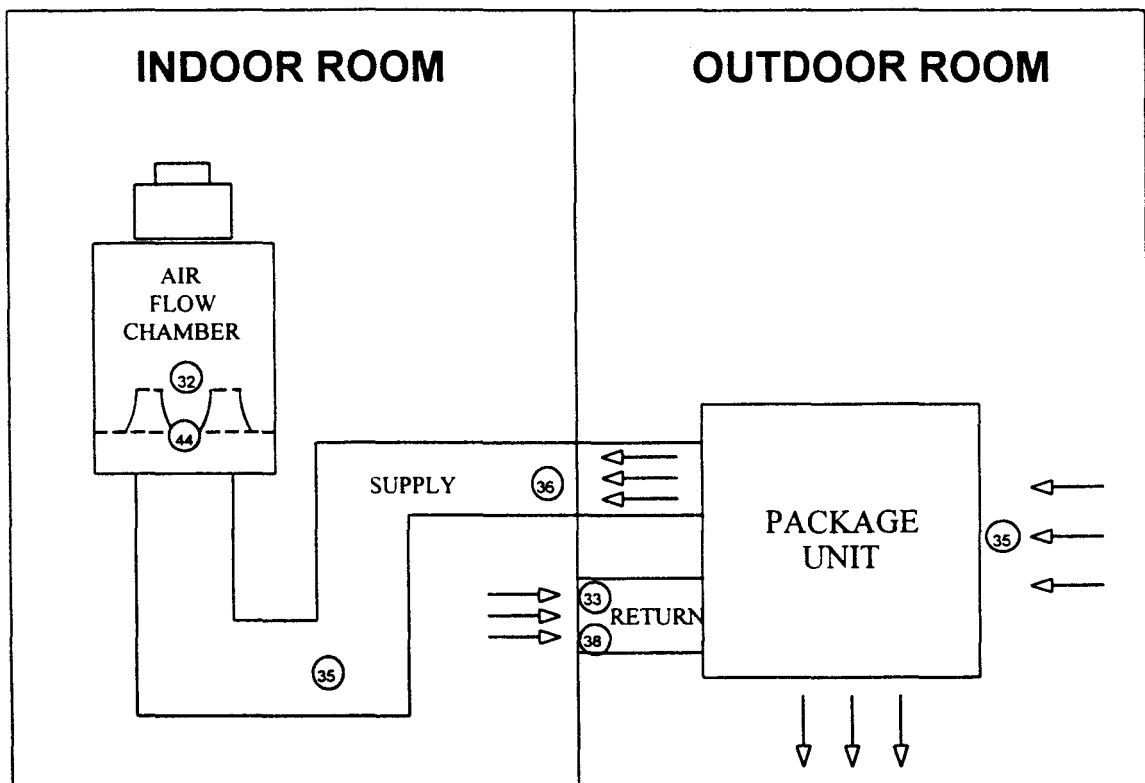 INDOOR ROOM
OUTDOOR ROOM
AIR
FLOW
CHAMBER
32
44
SUPPLY
36
PACKAGE
UNIT
35
33
RETURN
38
35